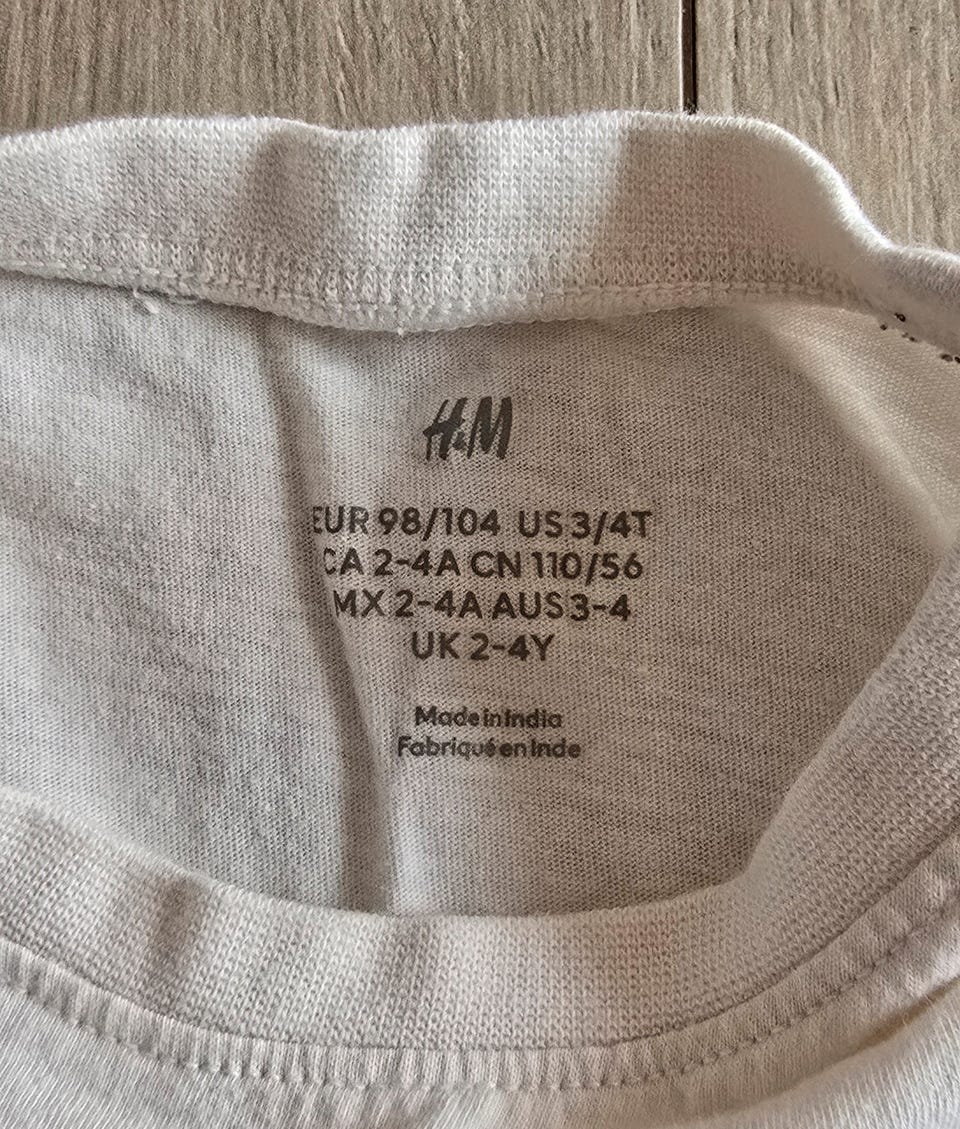 H&M
EUR 98/104 US 3/4T
CA 2-4A CN 110/56
MX 2-4A AUS 3-4
UK 2-4Y
Made in India
Fabriqué en Inde